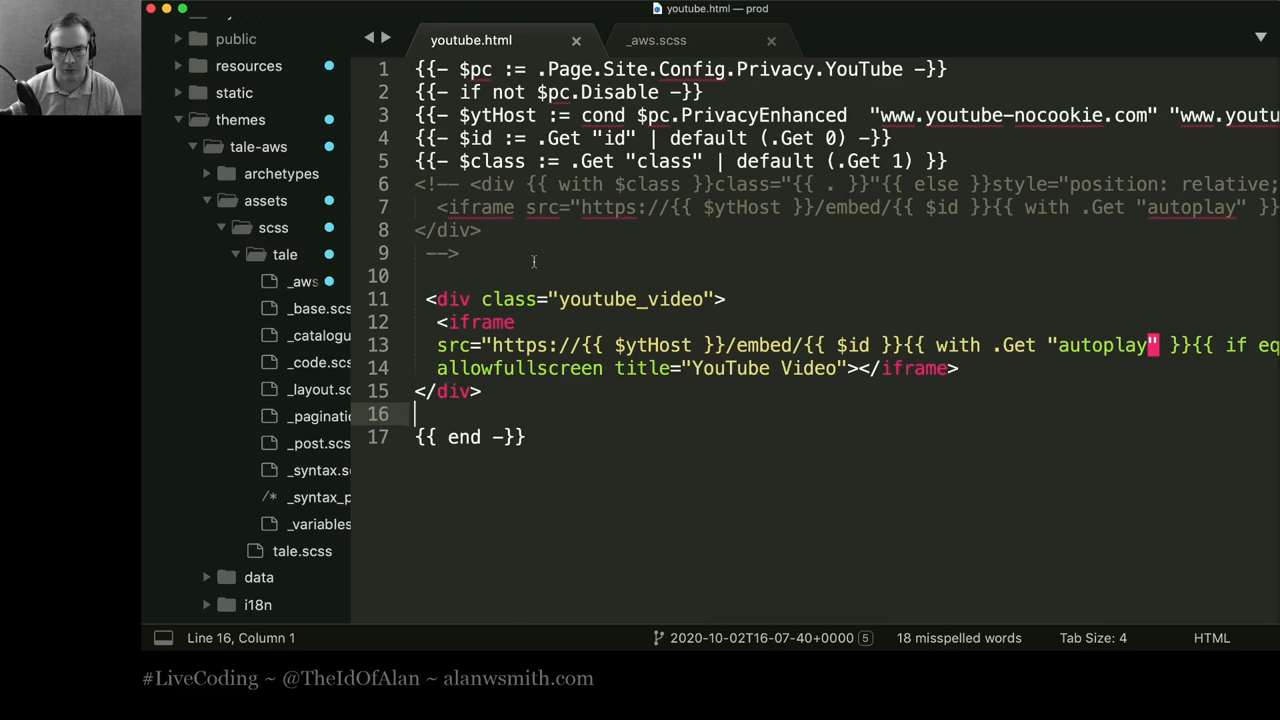 youtube.html — prod
youtube.html
_aws.scss
public
resources
static
themes
tale-aws
archetypes
assets
scss
tale
_aws
_base.scs
_catalogu
_code.scs
_layout.sc
_paginatic
_post.scs
_syntax.sc
/* _syntax_p
_variables
tale.scss
data
i18n
1 {{- $pc := .Page.Site.Config.Privacy.YouTube -}}
2 {{- if not $pc.Disable -}}
3 {{- $ytHost := cond $pc.PrivacyEnhanced "www.youtube-nocookie.com" "www.youtu
4 {{- $id := .Get "id" | default (.Get 0) -}}
5 {{- $class := .Get "class" | default (.Get 1) }}
6 <!-- <div {{ with $class }}class="{{ . }}"{{ else }}style="position: relative;
7 <iframe src="https://{{ $ytHost }}/embed/{{ $id }}{{ with .Get "autoplay" }}
8 </div>
9 -->
10
11 <div class="youtube_video">
12 <iframe
13 src="https://{{ $ytHost }}/embed/{{ $id }}{{ with .Get "autoplay" }}{{ if eq
14 allowfullscreen title="YouTube Video"></iframe>
15 </div>
16
17 {{ end -}}
Line 16, Column 1
2020-10-02T16-07-40+0000 5
18 misspelled words
Tab Size: 4
HTML
#LiveCoding ~ @TheIdOfAlan ~ alanwsmith.com